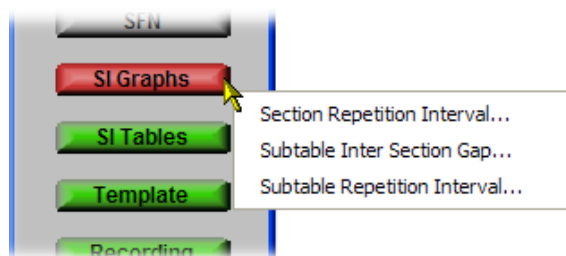 SFN
SI Graphs
SI Tables
Template
Recording
Section Repetition Interval...
Subtable Inter Section Gap...
Subtable Repetition Interval...